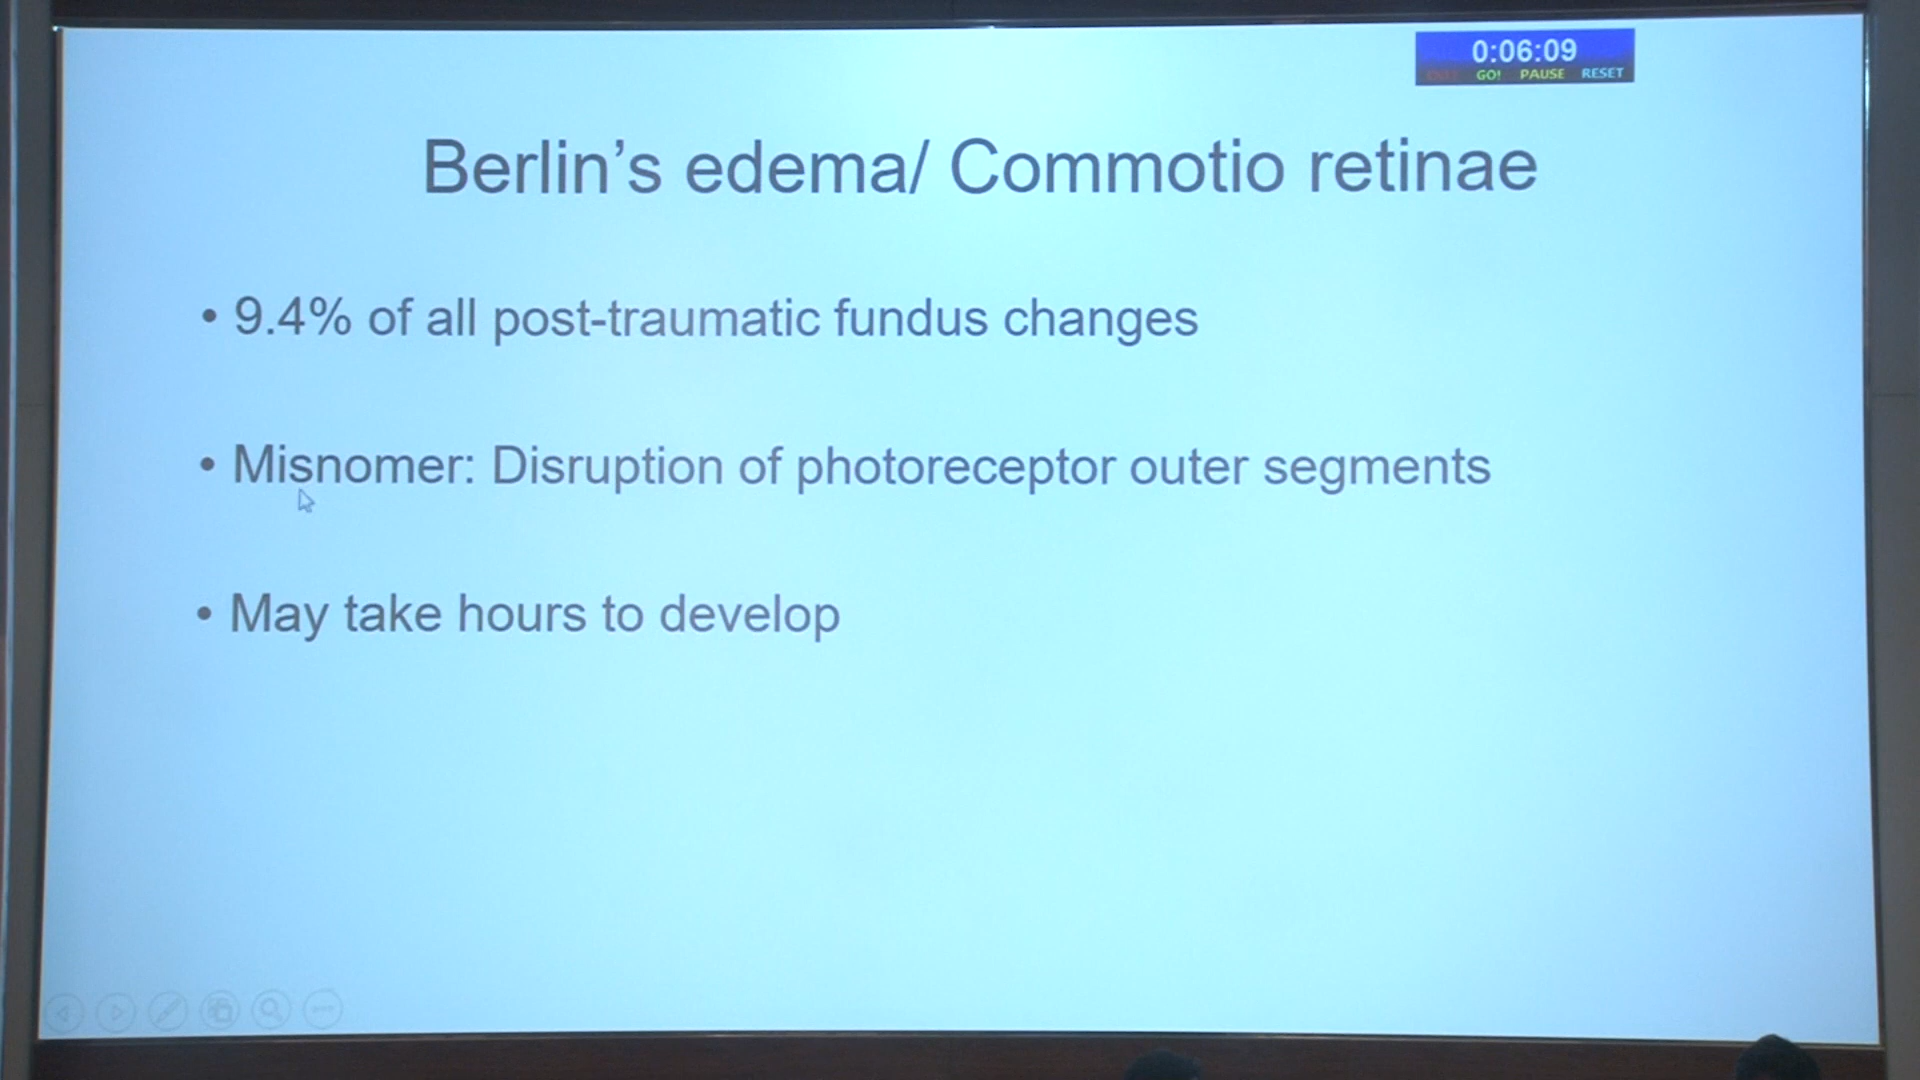 0:06:09
GO! PAUSE RESET
Berlin's edema/ Commotio retinae
• 9.4% of all post-traumatic fundus changes
• Misnomer: Disruption of photoreceptor outer segments
• May take hours to develop